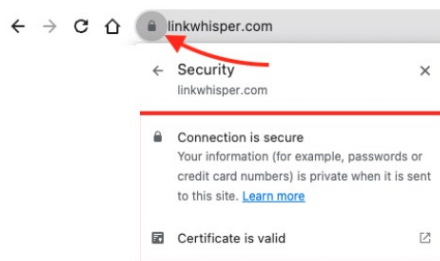 linkwhisper.com
Security
linkwhisper.com
Connection is secure
Your information (for example, passwords or
credit card numbers) is private when it is sent
to this site. Learn more
Certificate is valid